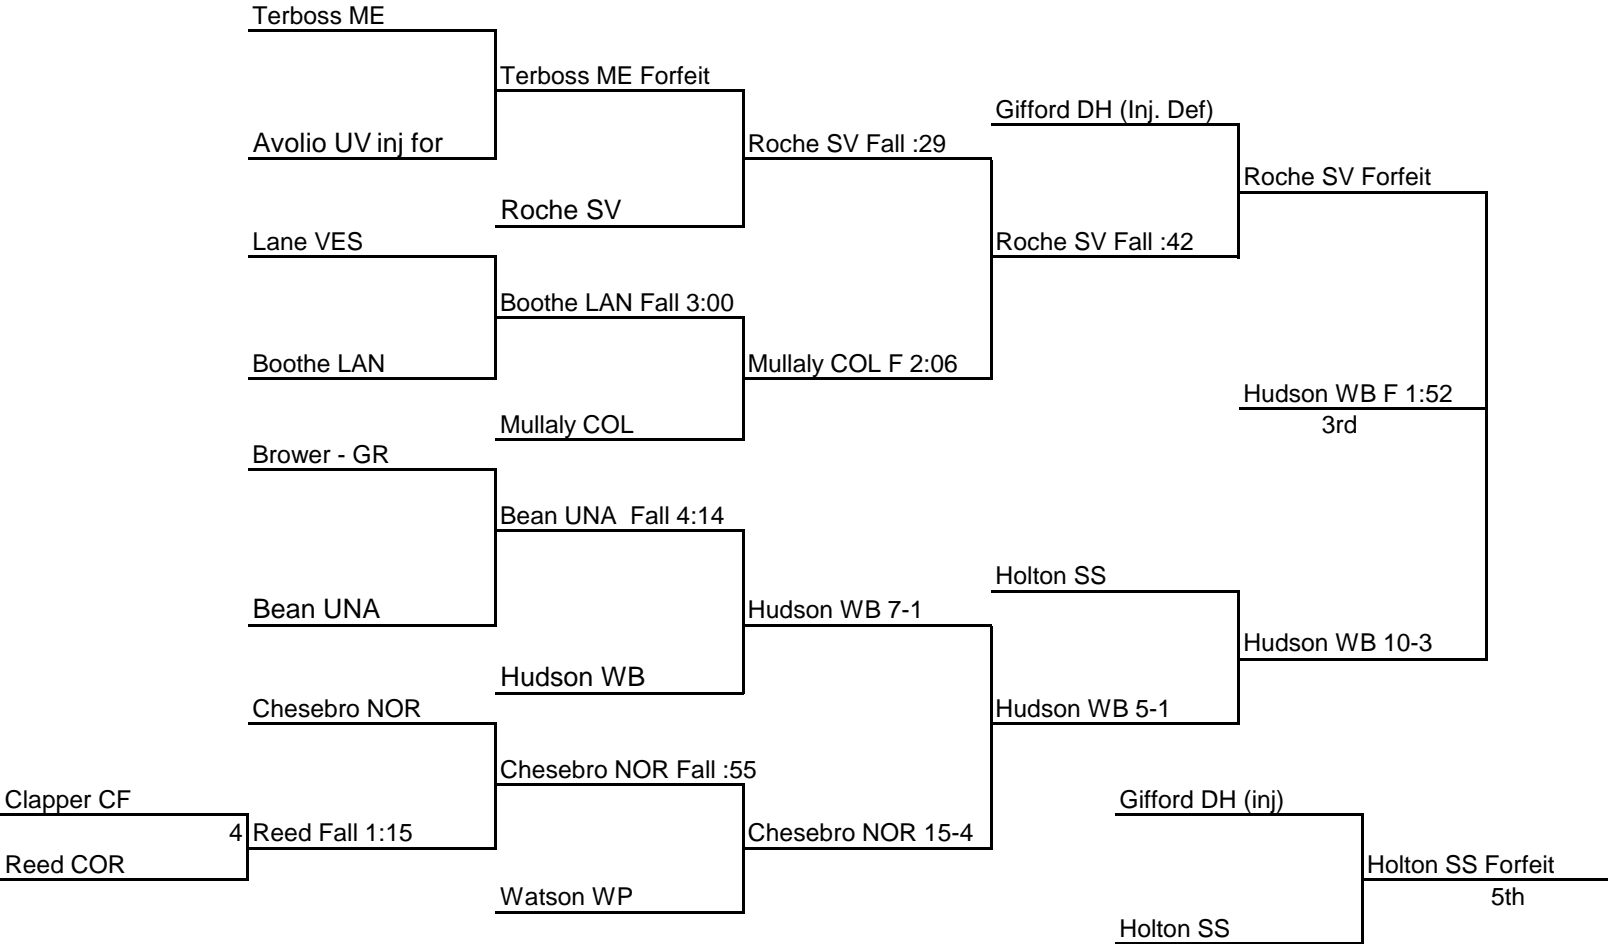 Terboss ME
Terboss ME Forfeit
Gifford DH (Inj. Def)
Avolio UV inj for
Roche SV Fall :29
Roche SV Forfeit
Roche SV
Lane VES
Roche SV Fall :42
Boothe LAN Fall 3:00
Boothe LAN
Mullaly COL F 2:06
Hudson WB F 1:52
3rd
Mullaly COL
Brower - GR
Bean UNA  Fall 4:14
Holton SS
Bean UNA
Hudson WB 7-1
Hudson WB 10-3
Hudson WB
Chesebro NOR
Hudson WB 5-1
Chesebro NOR Fall :55
Clapper CF
Gifford DH (inj)
4 Reed Fall 1:15
Chesebro NOR 15-4
Reed COR
Holton SS Forfeit
5th
Watson WP
Holton SS